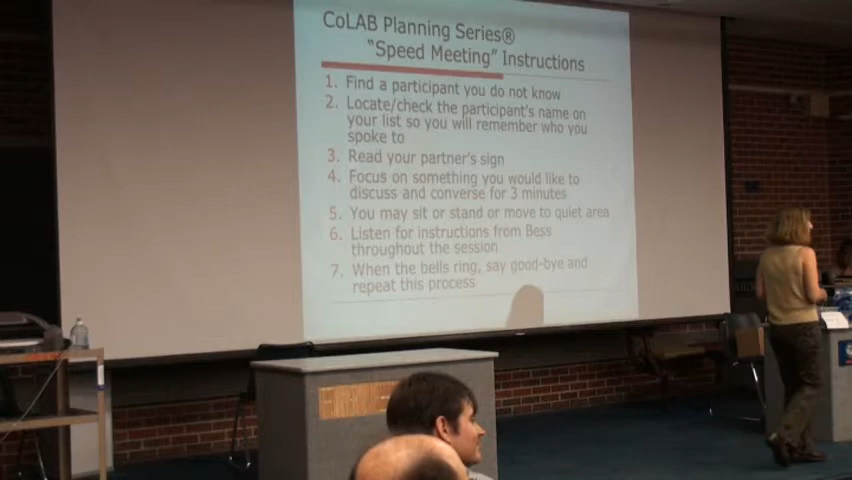 CoLAB Planning Series®
"Speed Meeting" Instructions
1. Find a participant you do not know
2. Locate/check the participant's name on
your list so you will remember who you
spoke to
3. Read your partner's sign
4. Focus on something you would like to
discuss and converse for 3 minutes
5. You may sit or stand or move to quiet area
6. Listen for instructions from Bess
throughout the session
7. When the bells ring, say good-bye and
repeat this process